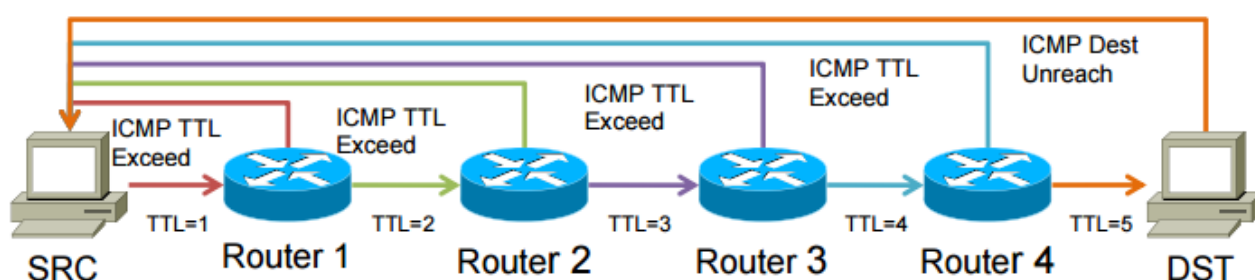 ICMP Dest
Unreach
ICMP TTL
Exceed
ICMP TTL
Exceed
ICMP TTL
Exceed
ICMP TTL
Exceed
TTL=1
TTL=2
TTL=3
TTL=4
TTL=5
SRC
Router 1
Router 2
Router 3
Router 4
DST